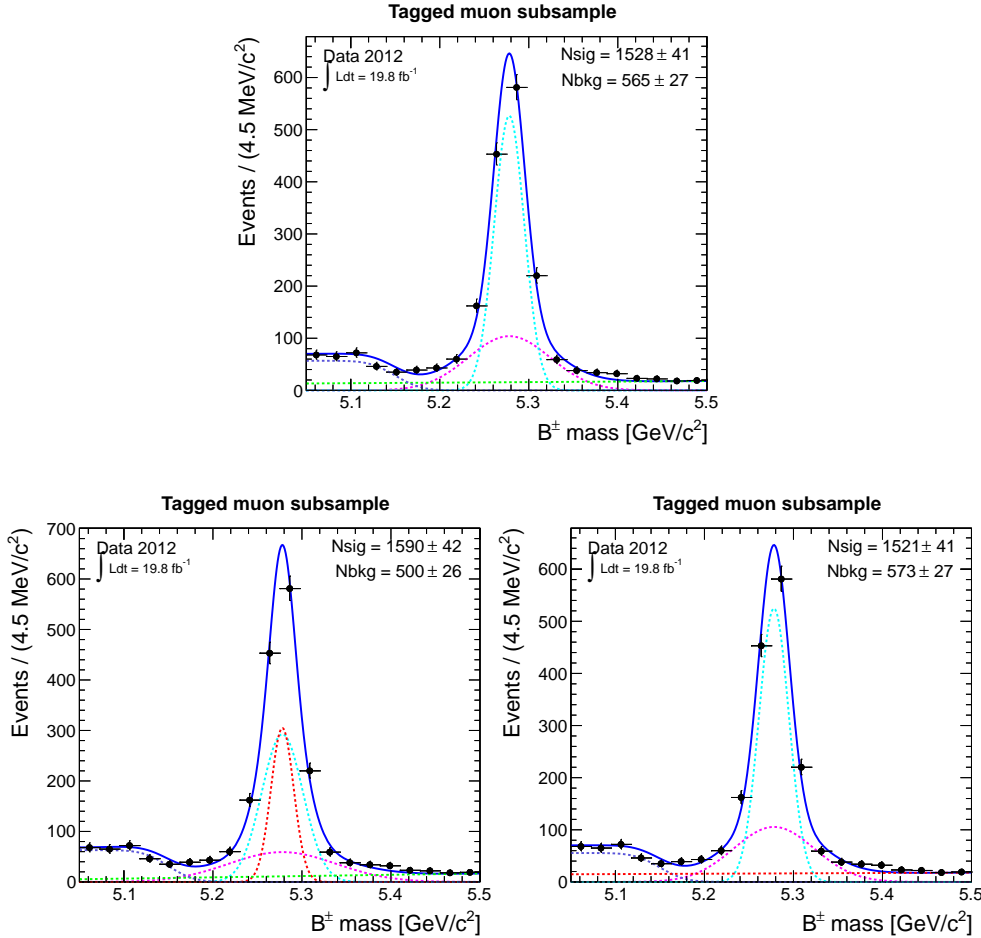 Tagged muon subsample
Data 2012
∫ Ldt = 19.8 fb⁻¹
Nsig = 1528 ± 41
Nbkg = 565 ± 27
Events / (4.5 MeV/c²)
600
500
400
300
200
100
0
5.1 5.2 5.3 5.4 5.5
B± mass [GeV/c²]
Tagged muon subsample
Data 2012
∫ Ldt = 19.8 fb⁻¹
Nsig = 1590 ± 42
Nbkg = 500 ± 26
Events / (4.5 MeV/c²)
700
600
500
400
300
200
100
0
5.1 5.2 5.3 5.4 5.5
B± mass [GeV/c²]
Tagged muon subsample
Data 2012
∫ Ldt = 19.8 fb⁻¹
Nsig = 1521 ± 41
Nbkg = 573 ± 27
Events / (4.5 MeV/c²)
600
500
400
300
200
100
0
5.1 5.2 5.3 5.4 5.5
B± mass [GeV/c²]